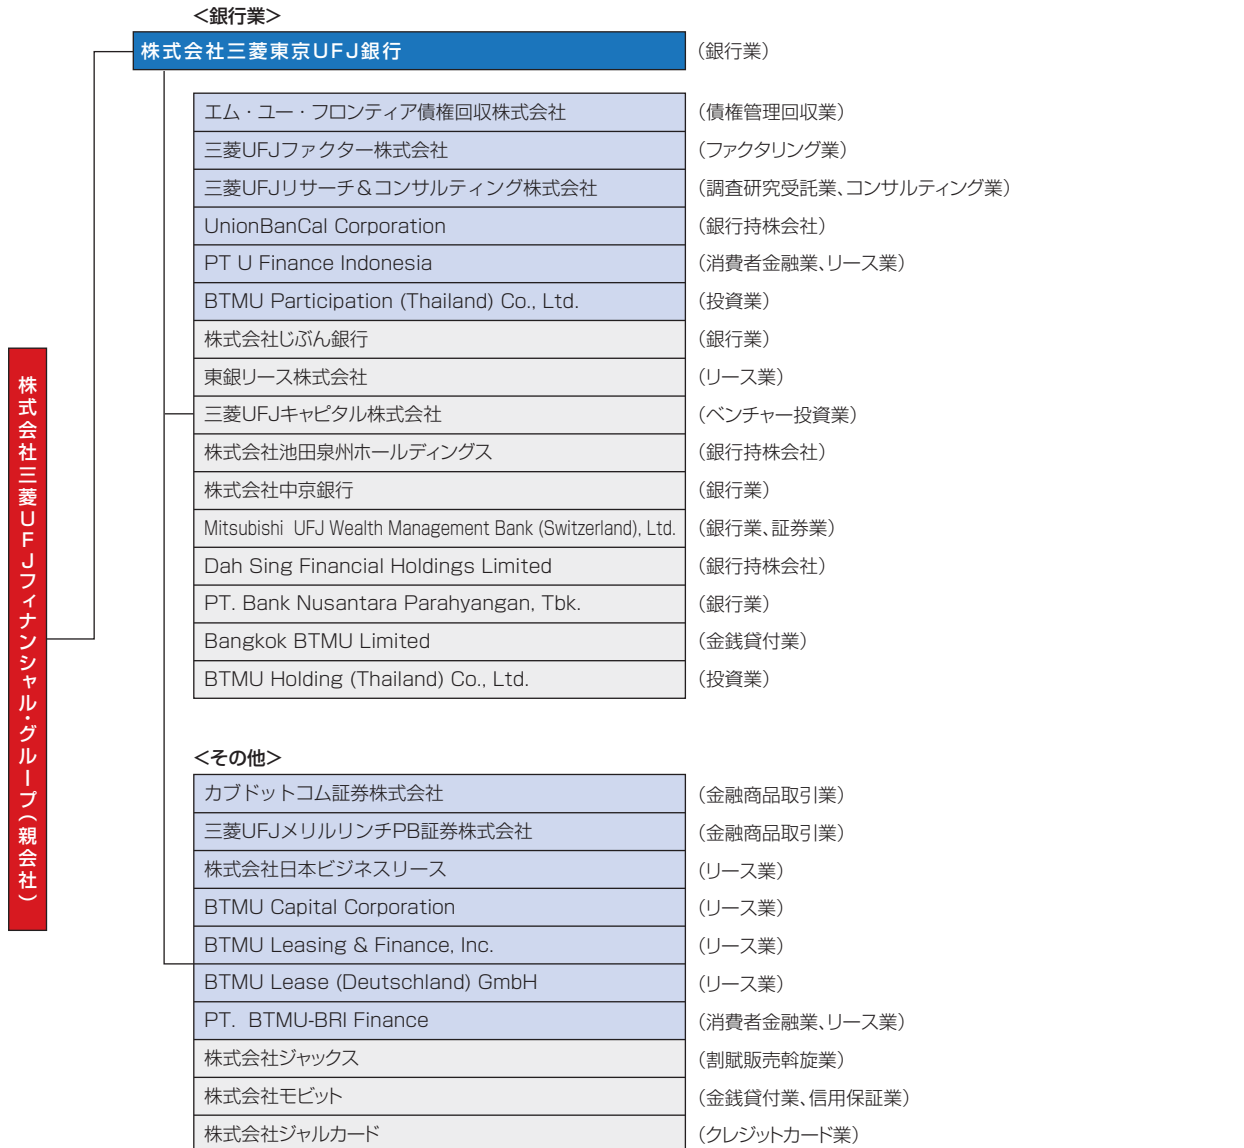 <銀行業>
株式会社三菱東京UFJ銀行 (銀行業)
エム・ユー・フロンティア債権回収株式会社 (債権管理回収業)
三菱UFJファクター株式会社 (ファクタリング業)
三菱UFJリサーチ&コンサルティング株式会社 (調査研究受託業、コンサルティング業)
UnionBanCal Corporation (銀行持株会社)
PT U Finance Indonesia (消費者金融業、リース業)
BTMU Participation (Thailand) Co., Ltd. (投資業)
株式会社じぶん銀行 (銀行業)
東銀リース株式会社 (リース業)
三菱UFJキャピタル株式会社 (ベンチャー投資業)
株式会社池田泉州ホールディングス (銀行持株会社)
株式会社中京銀行 (銀行業)
Mitsubishi UFJ Wealth Management Bank (Switzerland), Ltd. (銀行業、証券業)
Dah Sing Financial Holdings Limited (銀行持株会社)
PT. Bank Nusantara Parahyangan, Tbk. (銀行業)
Bangkok BTMU Limited (金銭貸付業)
BTMU Holding (Thailand) Co., Ltd. (投資業)
株式会社三菱UFJフィナンシャル・グループ(親会社)
<その他>
カブドットコム証券株式会社 (金融商品取引業)
三菱UFJメリルリンチPB証券株式会社 (金融商品取引業)
株式会社日本ビジネスリース (リース業)
BTMU Capital Corporation (リース業)
BTMU Leasing & Finance, Inc. (リース業)
BTMU Lease (Deutschland) GmbH (リース業)
PT. BTMU-BRI Finance (消費者金融業、リース業)
株式会社ジャックス (割賦販売斡旋業)
株式会社モビット (金銭貸付業、信用保証業)
株式会社ジャルカード (クレジットカード業)